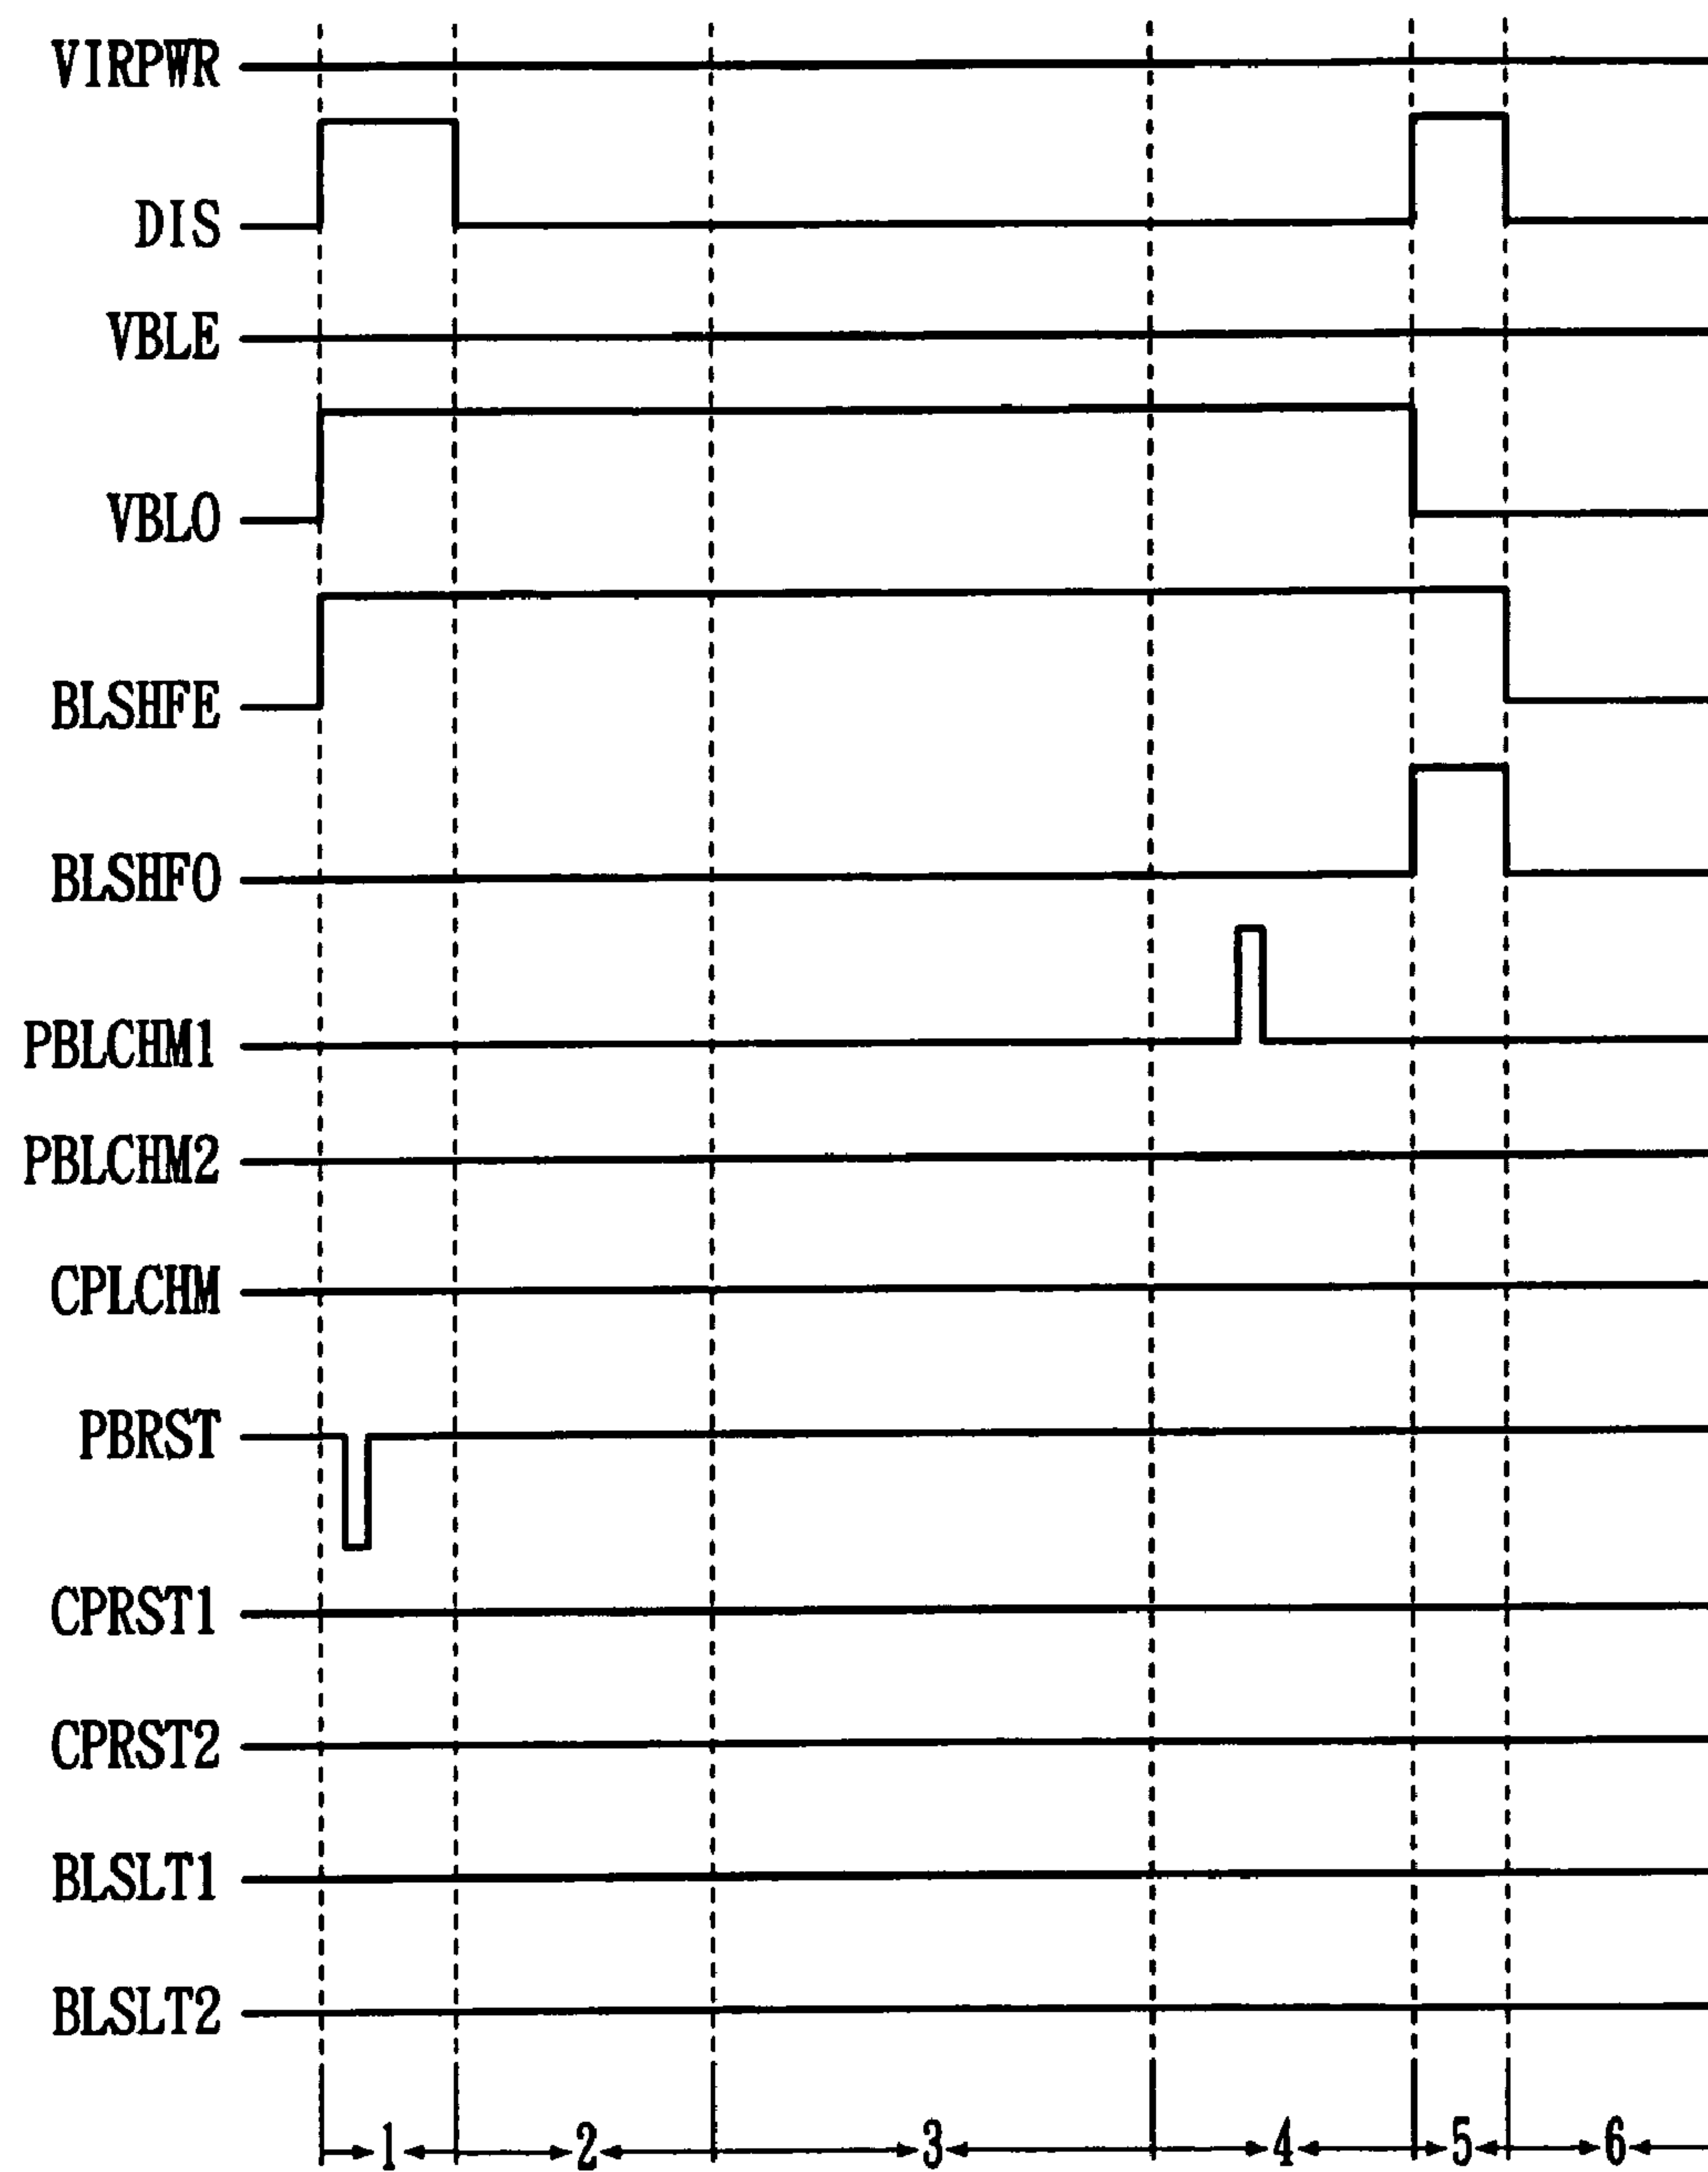 VIRPWR
DIS
VBLE
VBLO
BLSHFE
BLSHFO
PBLCHM1
PBLCHM2
CPLCHM
PBRST
CPRST1
CPRST2
BLSLT1
BLSLT2
1 2 3 4 5 6